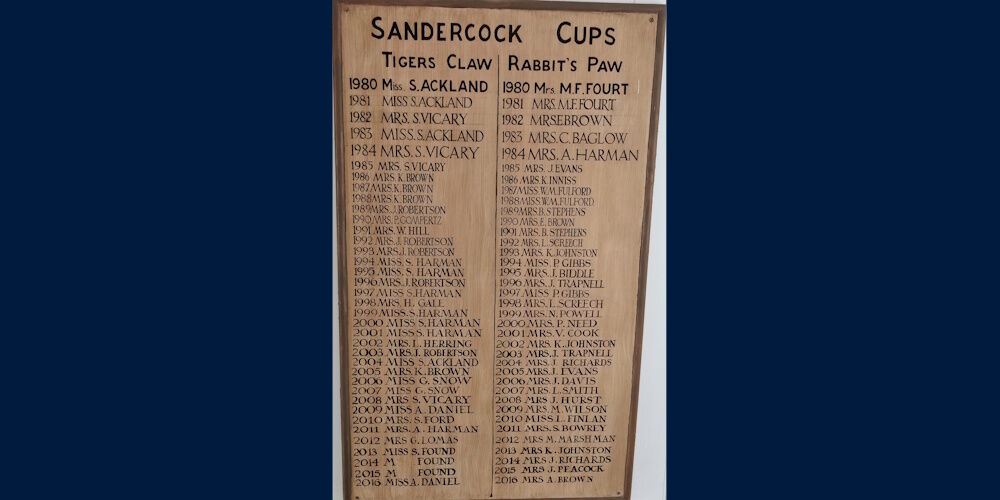 SANDERCOCK CUPS
TIGERS CLAW
1980 Miss. S.ACKLAND
1981 MISS S.ACKLAND
1982 MRS. S.VICARY
1983 MISS.S.ACKLAND
1984 MRS. S.VICARY
1985 MRS. S.VICARY
1986 MRS. K.BROWN
1987 MRS. K.BROWN
1988 MRS. K.BROWN
1989 MRS. J.ROBERTSON
1990 MRS. P.COMPERTZ
1991 MRS. W. HILL
1992 MRS. J. ROBERTSON
1993 MRS. J. ROBERTSON
1994 MISS. S. HARMAN
1995 MISS. S. HARMAN
1996 MRS. J. ROBERTSON
1997 MISS S.HARMAN
1998 MRS. H. GALL
1999 MISS. S.HARMAN
2000 MISS S.HARMAN
2001 MISS S.HARMAN
2002 MRS. L. HERRING
2003 MRS. J. ROBERTSON
2004 MISS S.ACKLAND
2005 MRS. K.BROWN
2006 MISS G. SNOW
2007 MISS G. SNOW
2008 MRS. S.VICARY
2009 MISS A. DANIEL
2010 MRS. S. FORD
2011 MRS. A. HARMAN
2012 MRS G. LOMAS
2013 MISS S. FOUND
2014 M FOUND
2015 M FOUND
2016 MISS A. DANIEL
RABBIT'S PAW
1980 Mrs. M.F. FOURT
1981 MRS. M.F. FOURT
1982 MRS E BROWN
1983 MRS. C. BAGLOW
1984 MRS. A. HARMAN
1985 MRS. J. EVANS
1986 MRS. K. INNISS
1987 MISS. W.M. FULFORD
1988 MISS. W.M. FULFORD
1989 MRS. B. STEPHENS
1990 MRS. E. BROWN
1991 MRS. B. STEPHENS
1992 MRS. L. SCREECH
1993 MRS. K. JOHNSTON
1994 MISS P. GIBBS
1995 MRS. J. BIDDLE
1996 MRS. J. TRAPNELL
1997 MISS P. GIBBS
1998 MRS. L. SCREECH
1999 MRS. N. POWELL
2000 MRS. P. NEED
2001 MRS. V. COOK
2002 MRS. K. JOHNSTON
2003 MRS. J. TRAPNELL
2004 MRS. J. RICHARDS
2005 MRS. J. EVANS
2006 MRS. J. DAVIS
2007 MRS. L. SMITH
2008 MRS J. HURST
2009 MRS. M. WILSON
2010 MISS L. FINLAN
2011 MRS. S. BOWREY
2012 MRS M. MARSHMAN
2013 MRS K. JOHNSTON
2014 MRS J. RICHARDS
2015 MRS J. PEACOCK
2016 MRS A. BROWN